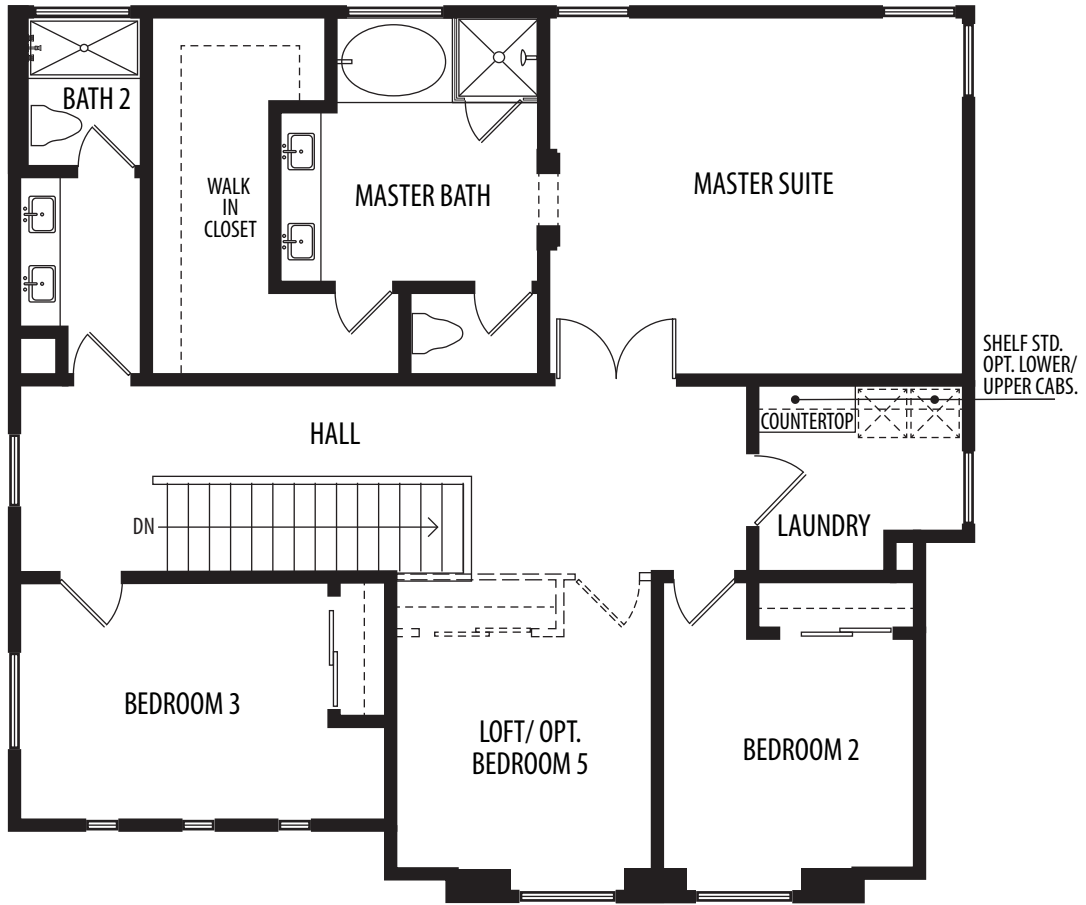 BATH 2
WALK
IN
CLOSET
MASTER BATH
MASTER SUITE
SHELF STD.
OPT. LOWER/
UPPER CABS.
COUNTERTOP
HALL
DN
LAUNDRY
BEDROOM 3
LOFT/ OPT.
BEDROOM 5
BEDROOM 2